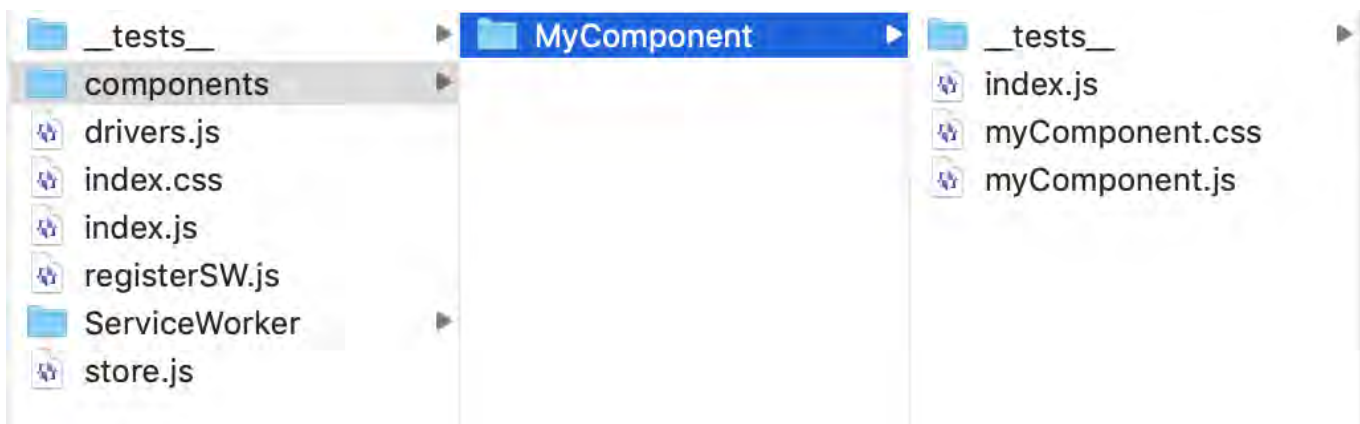 __tests__
components
drivers.js
index.css
index.js
registerSW.js
ServiceWorker
store.js
MyComponent
__tests__
index.js
myComponent.css
myComponent.js